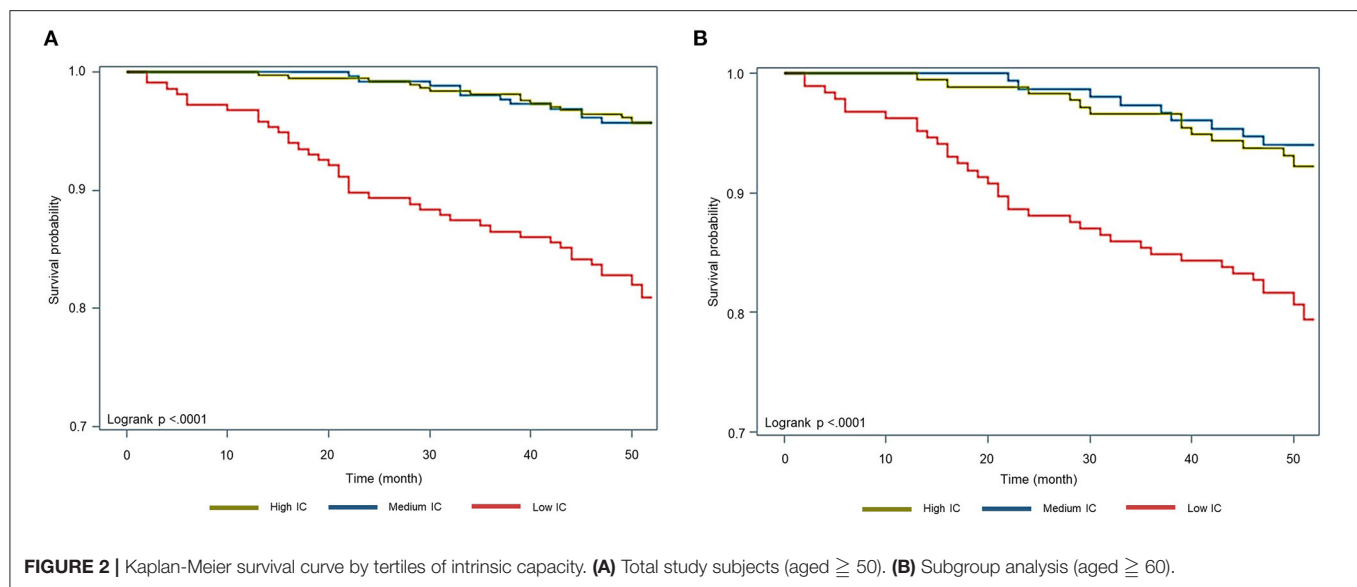 A
1.0
0.9
0.8
0.7
Survival probability
Logrank p <.0001
0 10 20 30 40 50
Time (month)
High IC Medium IC Low IC
B
1.0
0.9
0.8
0.7
Survival probability
Logrank p <.0001
0 10 20 30 40 50
Time (month)
High IC Medium IC Low IC
FIGURE 2 | Kaplan-Meier survival curve by tertiles of intrinsic capacity. (A) Total study subjects (aged ≧ 50). (B) Subgroup analysis (aged ≧ 60).